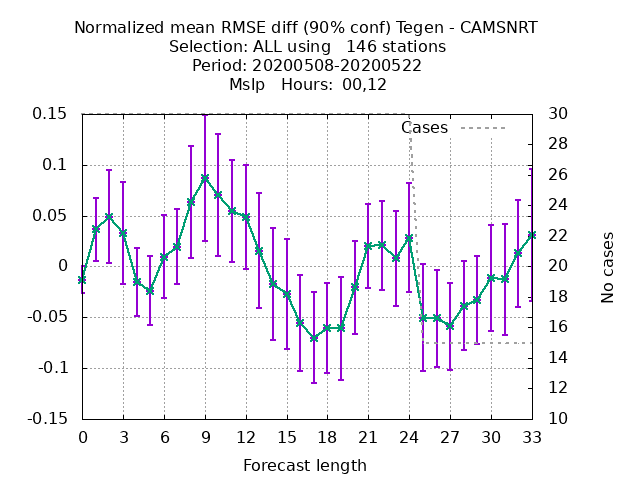 Normalized mean RMSE diff (90% conf) Tegen - CAMSNRT
Selection: ALL using   146 stations
Period: 20200508-20200522
Mslp   Hours:  00,12
Cases
0.15
0.1
0.05
0
-0.05
-0.1
-0.15
30
28
26
24
22
20
18
16
14
12
10
No cases
0 3 6 9 12 15 18 21 24 27 30 33
Forecast length